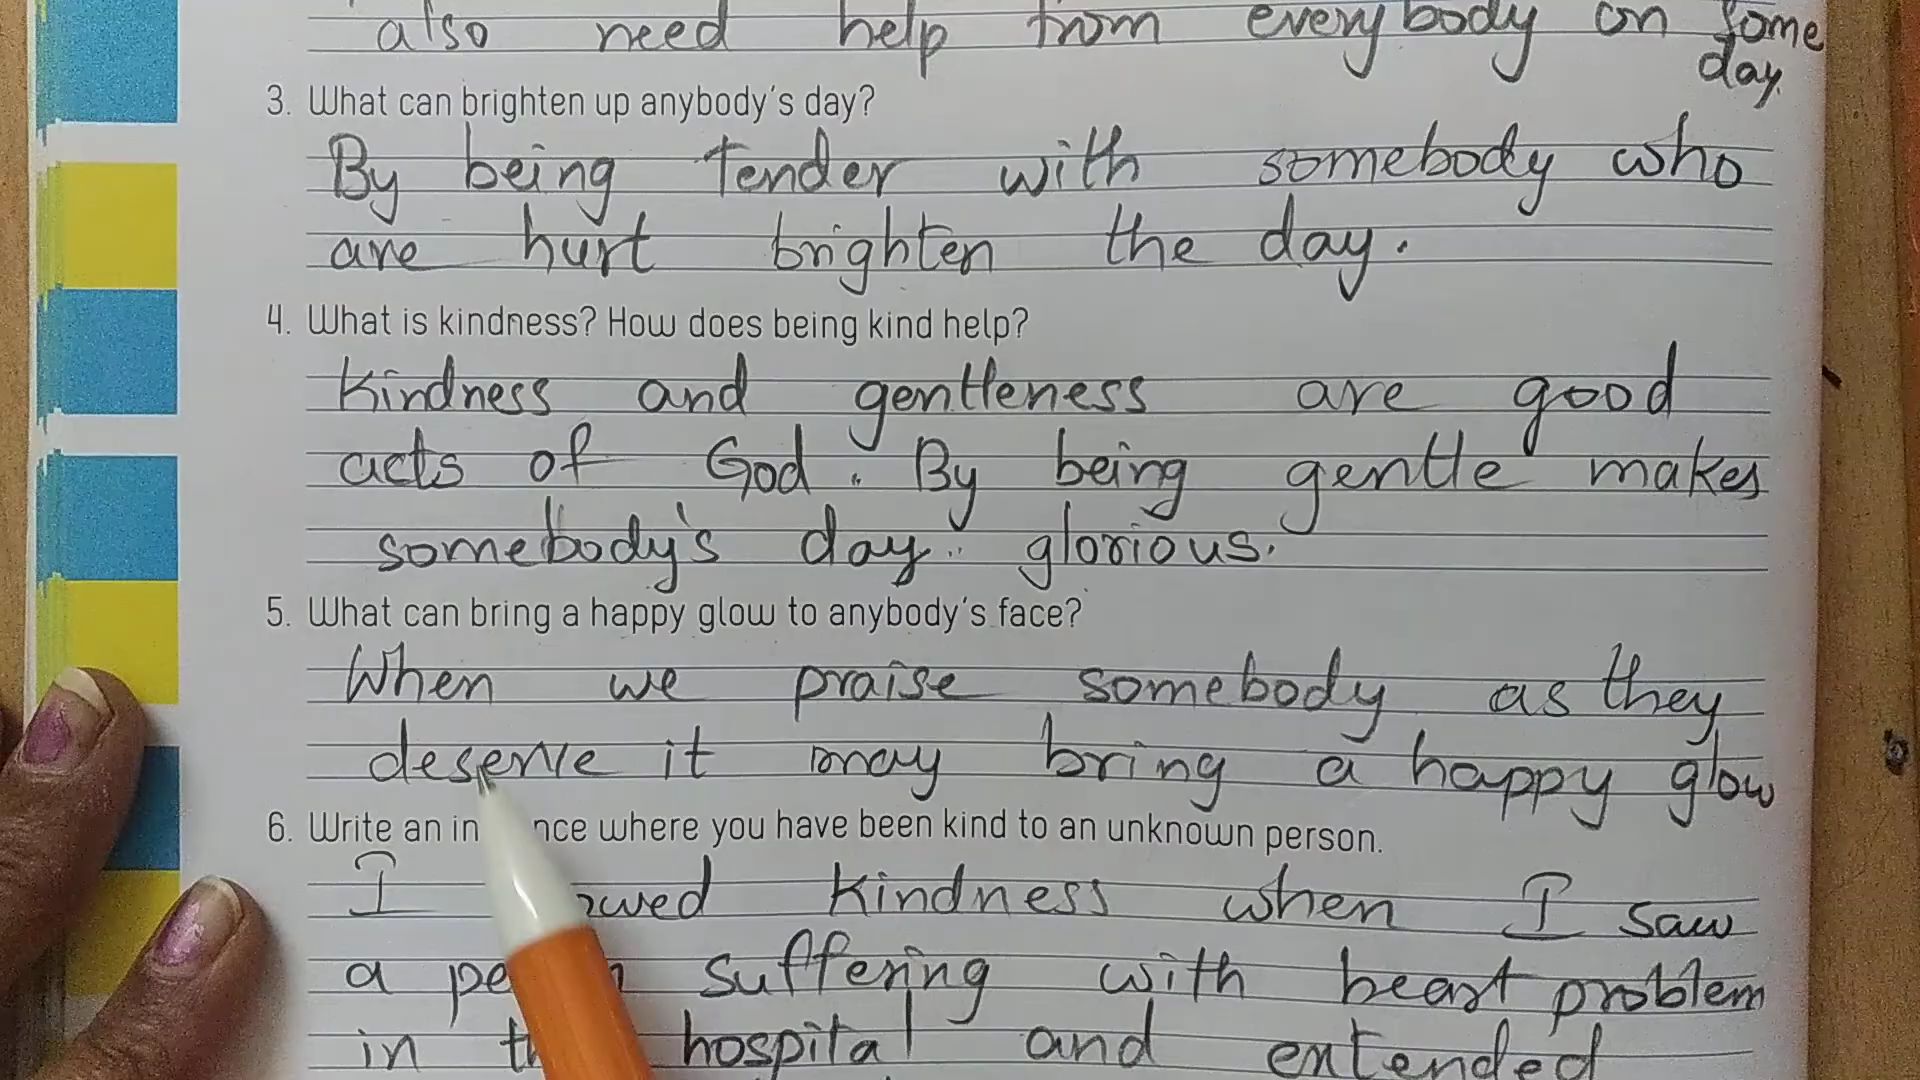 also need help from everybody on some
day.
3. What can brighten up anybody's day?
By being tender with somebody who
are hurt brighten the day.
4. What is kindness? How does being kind help?
Kindness and gentleness are good
acts of God. By being gentle makes
somebody's day glorious.
5. What can bring a happy glow to anybody's face?
When we praise somebody as they
deserve it may bring a happy glow
6. Write an where you have been kind to an unknown person.
I kindness when I saw
a suffering with heart problem
in hospital and extended